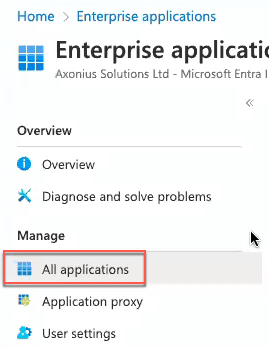 Home > Enterprise applications
Enterprise applicati
Axonius Solutions Ltd - Microsoft Entra I
«
Overview
Overview
Diagnose and solve problems
Manage
All applications
Application proxy
User settings